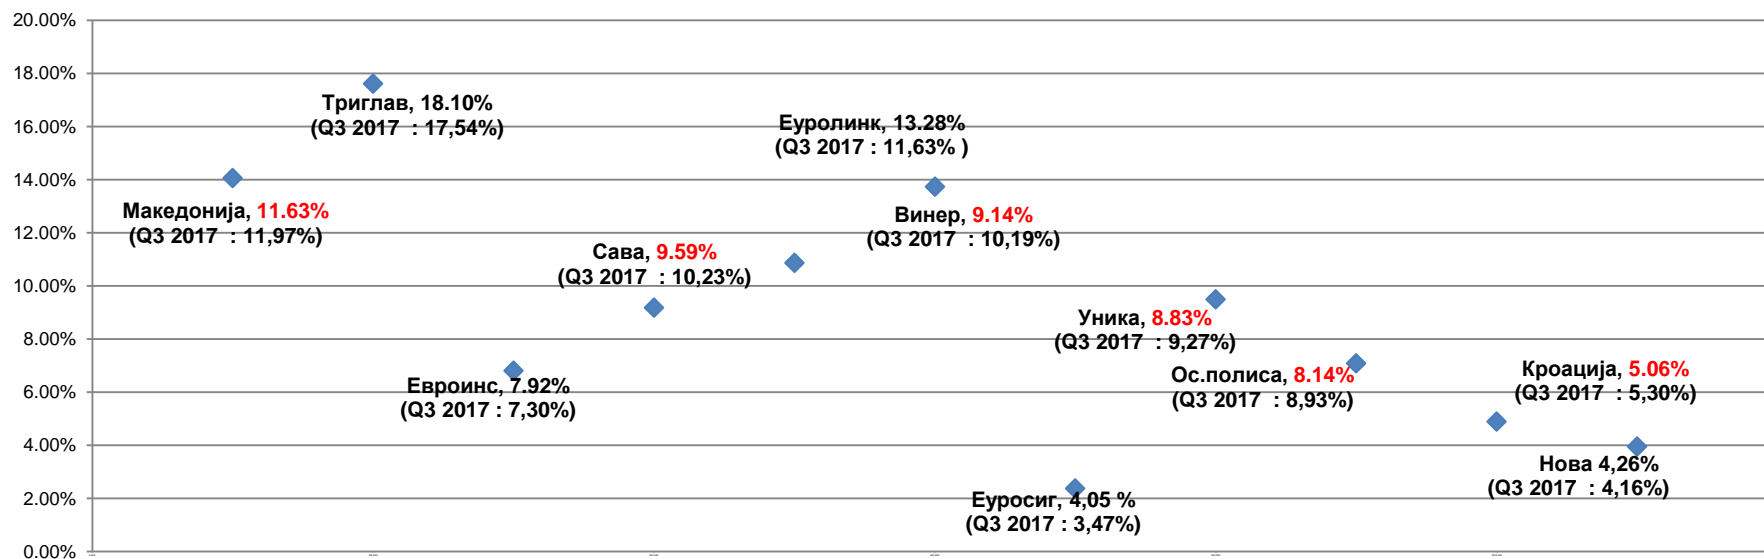 20.00%
18.00%
16.00%
14.00%
12.00%
10.00%
8.00%
6.00%
4.00%
2.00%
0.00%
Триглав, 18.10%
(Q3 2017 : 17,54%)
Еуролинк, 13.28%
(Q3 2017 : 11,63% )
Македонија, 11.63%
(Q3 2017 : 11,97%)
Винер, 9.14%
(Q3 2017 : 10,19%)
Сава, 9.59%
(Q3 2017 : 10,23%)
Уника, 8.83%
(Q3 2017 : 9,27%)
Евроинс, 7.92%
(Q3 2017 : 7,30%)
Ос.полиса, 8.14%
(Q3 2017 : 8,93%)
Кроација, 5.06%
(Q3 2017 : 5,30%)
Нова 4,26%
(Q3 2017 : 4,16%)
Еуросиг, 4,05 %
(Q3 2017 : 3,47%)